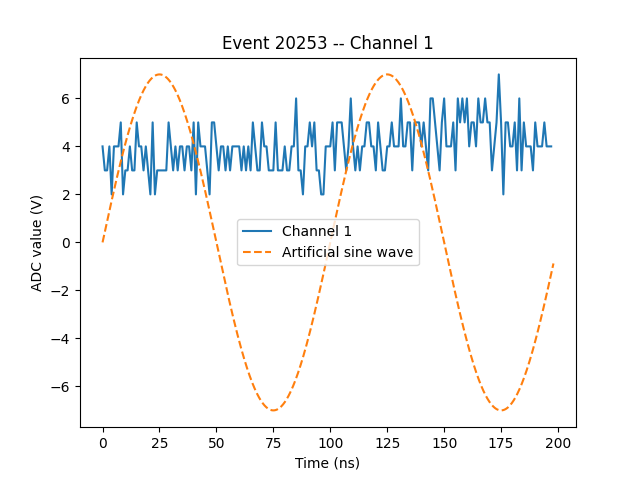 Event 20253 -- Channel 1
ADC value (V)
6
4
2
0
−2
−4
−6
Channel 1
Artificial sine wave
0 25 50 75 100 125 150 175 200
Time (ns)